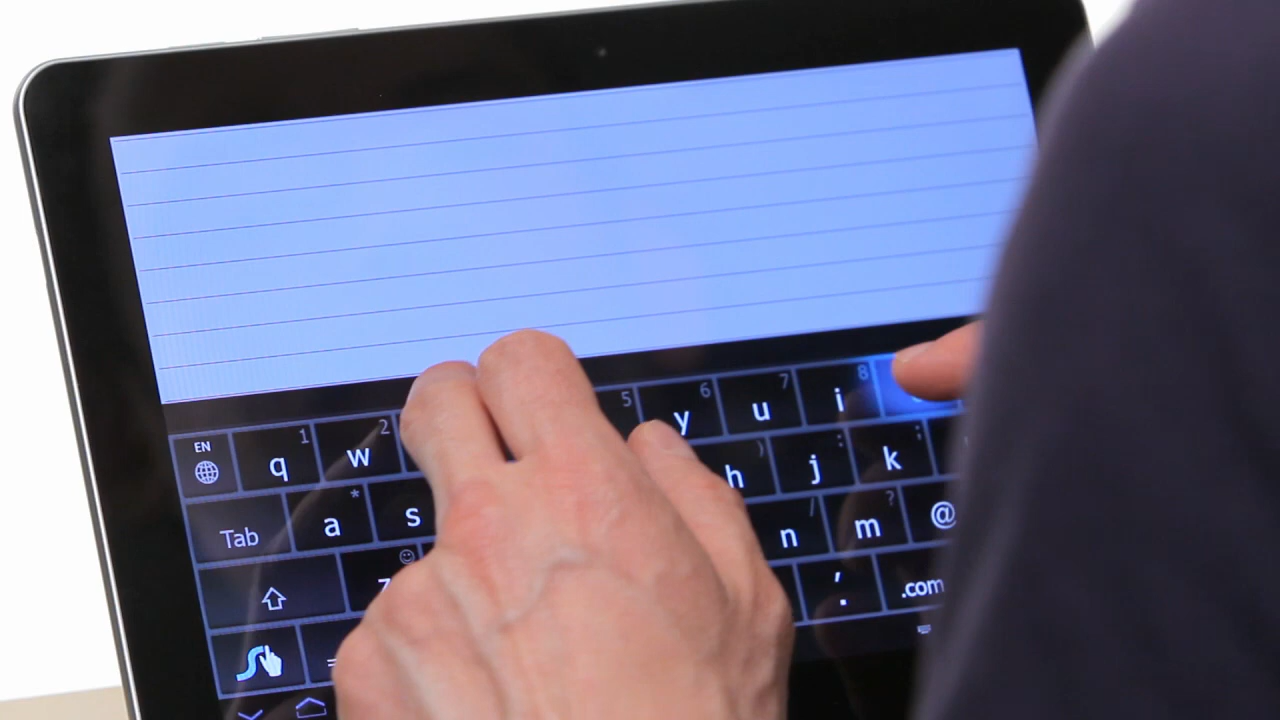 EN 1 q 2 w 5 6 y 7 u 8 i
Tab * a s ) h : j ; k
z / n ? m @
= ' . .com